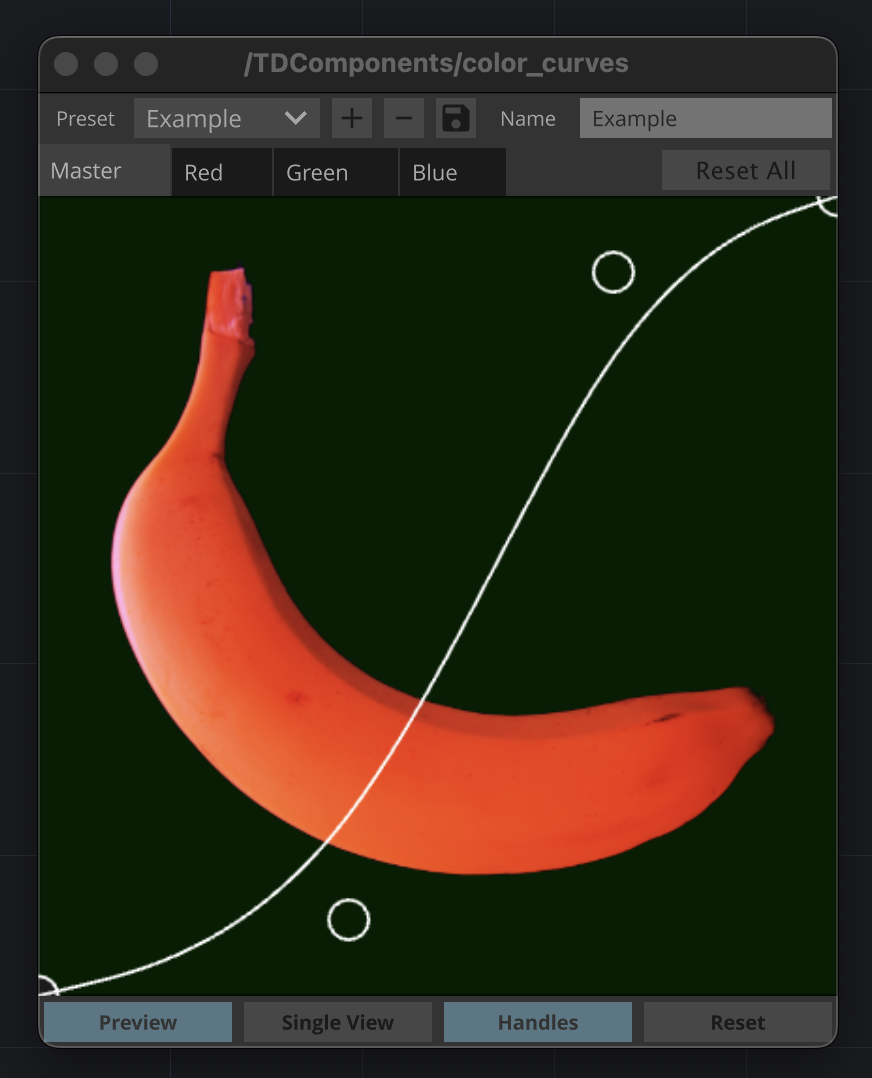 /TDComponents/color_curves
Preset Example Name Example
Master Red Green Blue Reset All
Preview Single View Handles Reset